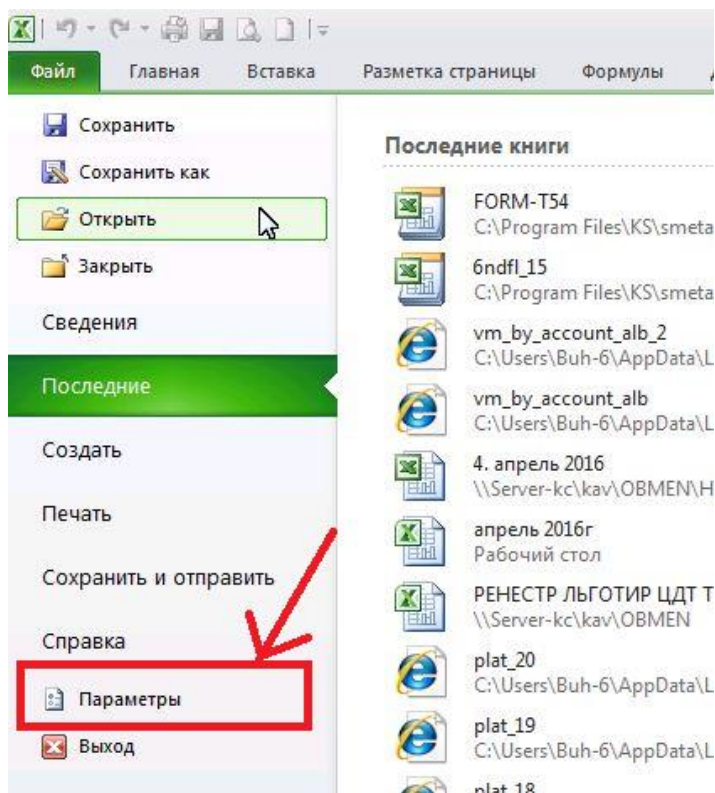 Файл Главная Вставка Разметка страницы Формулы
Сохранить
Сохранить как
Открыть
Закрыть
Сведения
Последние
Создать
Печать
Сохранить и отправить
Справка
Параметры
Выход
Последние книги
FORM-T54
C:\Program Files\KS\smeta
6ndfl_15
C:\Program Files\KS\smeta
vm_by_account_alb_2
C:\Users\Buh-6\AppData\L
vm_by_account_alb
C:\Users\Buh-6\AppData\L
4. апрель 2016
\\Server-kc\kav\OBMEN\H
апрель 2016г
Рабочий стол
РЕНЕСТР ЛЬГОТИР ЦДТ Т
\\Server-kc\kav\OBMEN
plat_20
C:\Users\Buh-6\AppData\L
plat_19
C:\Users\Buh-6\AppData\L
plat_18